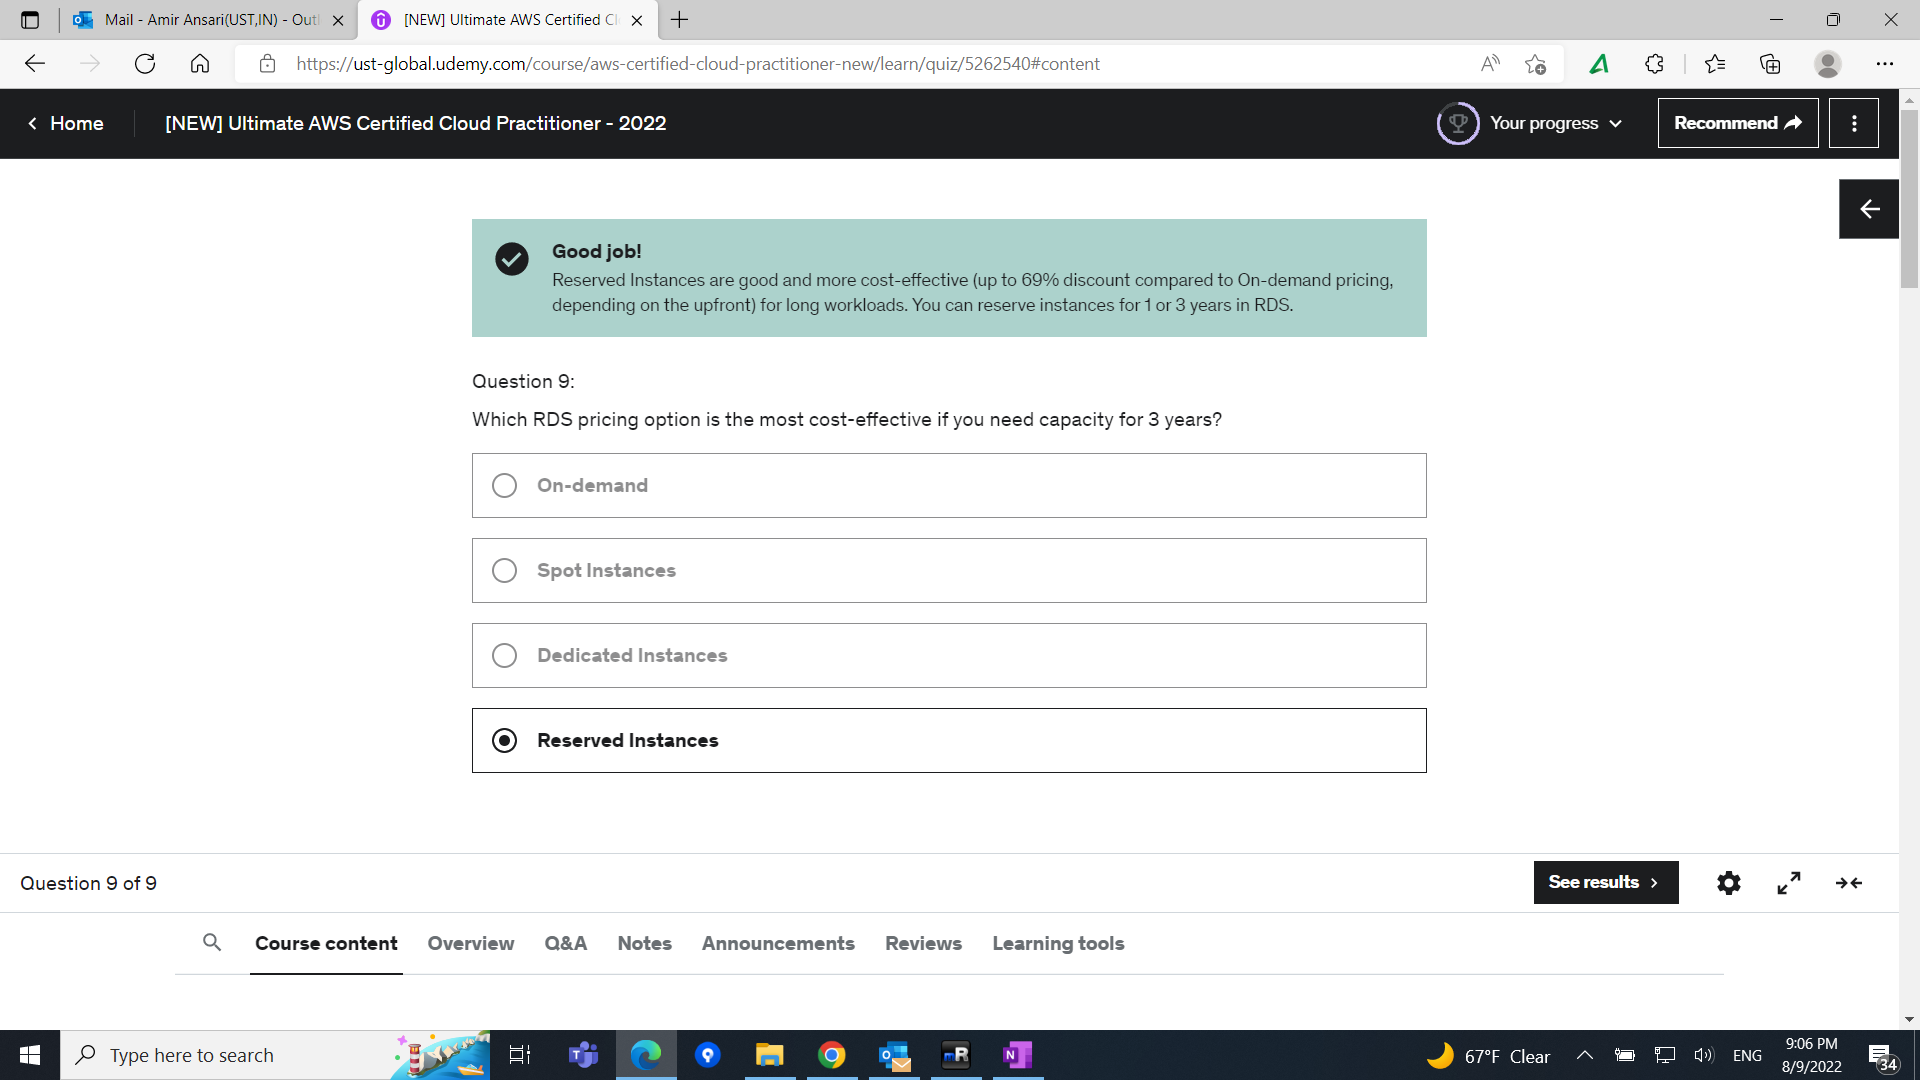 Mail - Amir Ansari(UST,IN) - Out
[NEW] Ultimate AWS Certified Cl
https://ust-global.udemy.com/course/aws-certified-cloud-practitioner-new/learn/quiz/5262540#content
Home
[NEW] Ultimate AWS Certified Cloud Practitioner - 2022
Your progress
Recommend
Good job!
Reserved Instances are good and more cost-effective (up to 69% discount compared to On-demand pricing,
depending on the upfront) for long workloads. You can reserve instances for 1 or 3 years in RDS.
Question 9:
Which RDS pricing option is the most cost-effective if you need capacity for 3 years?
On-demand
Spot Instances
Dedicated Instances
Reserved Instances
Question 9 of 9
See results
Course content
Overview
Q&A
Notes
Announcements
Reviews
Learning tools
Type here to search
67°F Clear
ENG
9:06 PM
8/9/2022
34